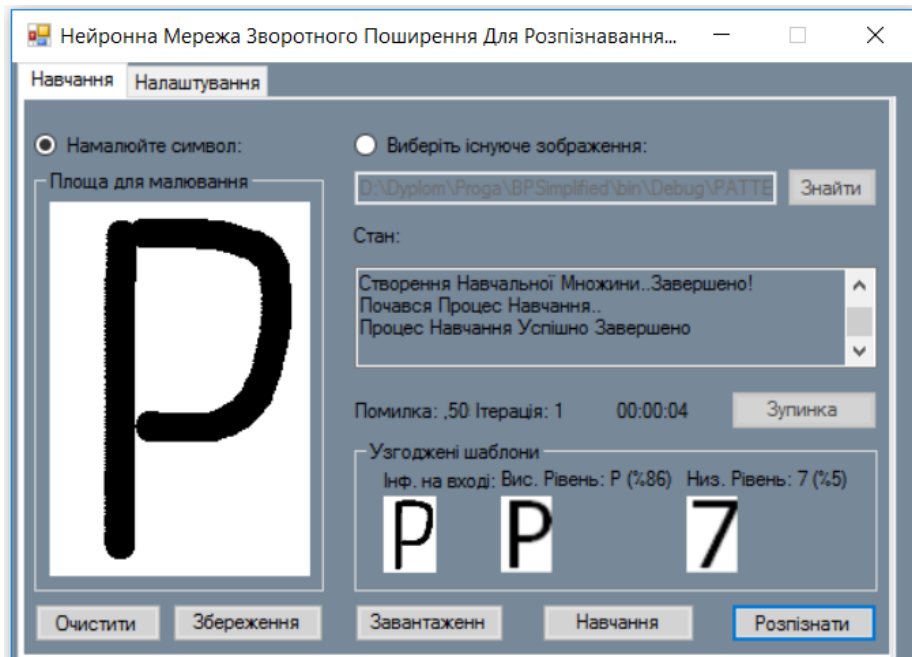 Нейронна Мережа Зворотного Поширення Для Розпізнавання...
Навчання Налаштування
Намалюйте символ: Виберіть існуюче зображення:
Площа для малювання
D:\Dyplom\Proga\BPSimplified\bin\Debug\PATTE Знайти
Стан:
Створення Навчальної Множини..Завершено!
Почався Процес Навчання..
Процес Навчання Успішно Завершено
Помилка: ,50 Ітерація: 1 00:00:04 Зупинка
Узгоджені шаблони
Інф. на вході: Вис. Рівень: P (%86) Низ. Рівень: 7 (%5)
P P P 7
Очистити Збереження Завантаженн Навчання Розпізнати